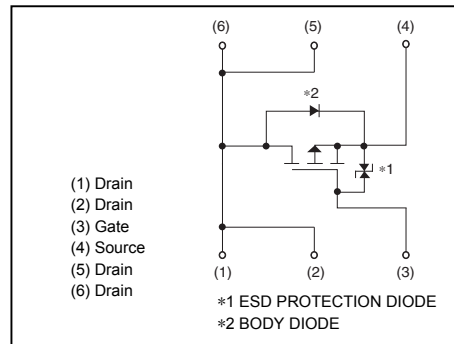 (6) (5) (4)
*2
*1
(1) Drain
(2) Drain
(3) Gate
(4) Source
(5) Drain
(6) Drain
(1) (2) (3)
*1 ESD PROTECTION DIODE
*2 BODY DIODE